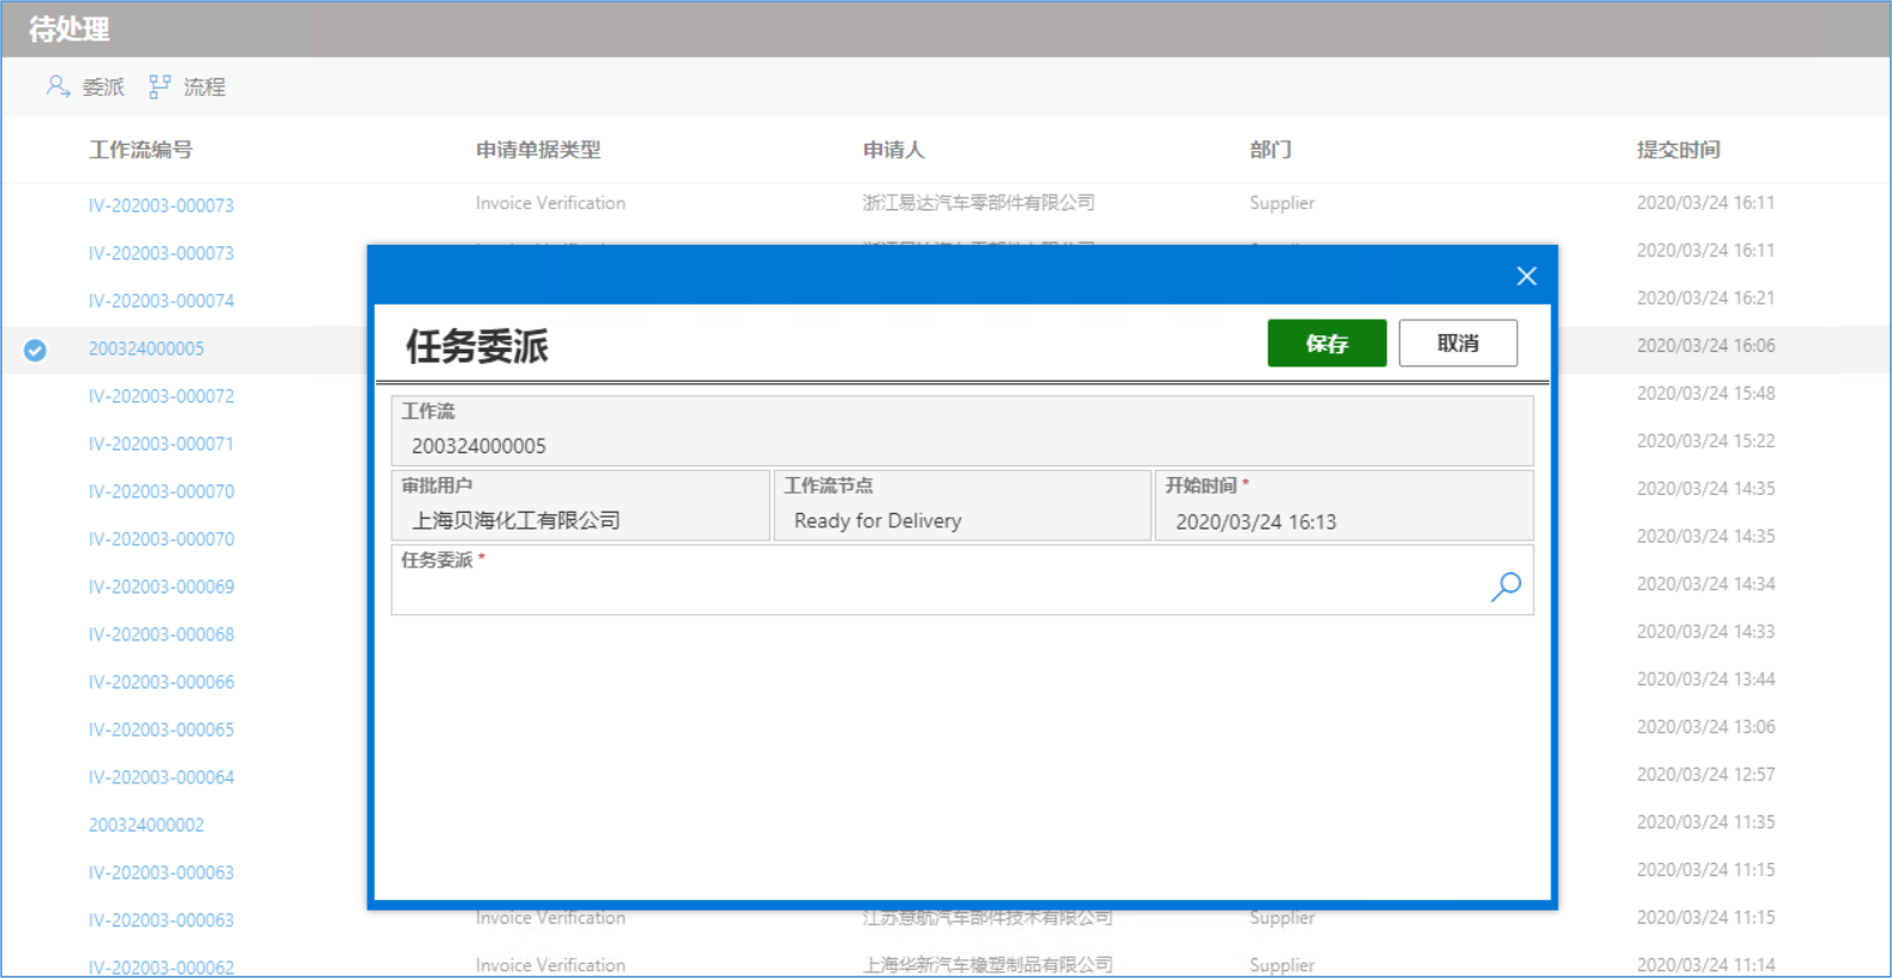 待处理
委派 流程
工作流编号 申请单据类型 申请人 部门 提交时间
IV-202003-000073 Invoice Verification 浙江易达汽车零部件有限公司 Supplier 2020/03/24 16:11
IV-202003-000073 2020/03/24 16:11
IV-202003-000074 2020/03/24 16:21
200324000005 2020/03/24 16:06
IV-202003-000072 2020/03/24 15:48
IV-202003-000071 2020/03/24 15:22
IV-202003-000070 2020/03/24 14:35
IV-202003-000070 2020/03/24 14:35
IV-202003-000069 2020/03/24 14:34
IV-202003-000068 2020/03/24 14:33
IV-202003-000066 2020/03/24 13:44
IV-202003-000065 2020/03/24 13:06
IV-202003-000064 2020/03/24 12:57
200324000002 2020/03/24 11:35
IV-202003-000063 2020/03/24 11:15
IV-202003-000063 Invoice Verification 江苏慧航汽车部件技术有限公司 Supplier 2020/03/24 11:15
IV-202003-000062 Invoice Verification 上海华新汽车橡塑制品有限公司 Supplier 2020/03/24 11:14
任务委派 保存 取消
工作流
200324000005
审批用户 工作流节点 开始时间 *
上海贝海化工有限公司 Ready for Delivery 2020/03/24 16:13
任务委派 *